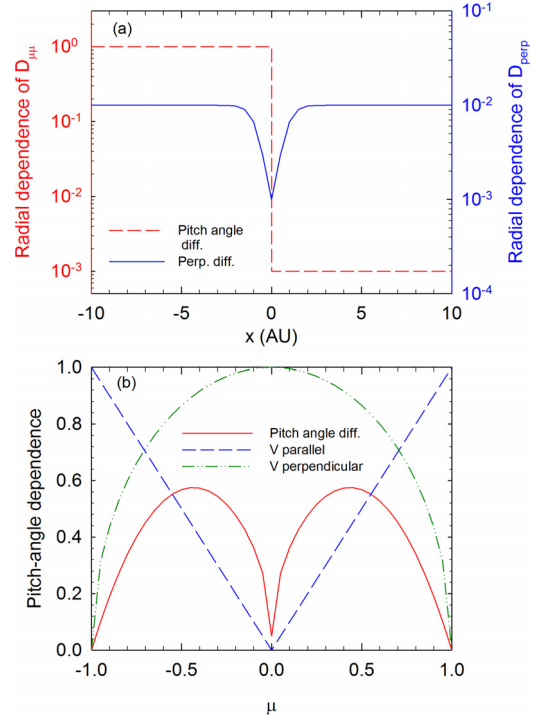 (a)
Radial dependence of Dμμ
10⁰
10⁻¹
10⁻²
10⁻³
Pitch angle
diff.
Perp. diff.
10⁻¹
10⁻²
10⁻³
10⁻⁴
Radial dependence of Dperp
-10 -5 0 5 10
x (AU)
(b)
Pitch-angle dependence
1.0
0.8
0.6
0.4
0.2
0.0
Pitch angle diff.
V parallel
V perpendicular
-1.0 -0.5 0.0 0.5 1.0
μ